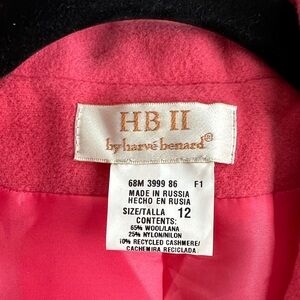 HB II
by harvé benard®
68M 3999 86 F1
MADE IN RUSSIA
HECHO EN RUSIA
SIZE/TALLA 12
CONTENTS:
65% WOOL/LANA
25% NYLON/NILON
10% RECYCLED CASHMERE/
CACHEMIRA RECICLADA